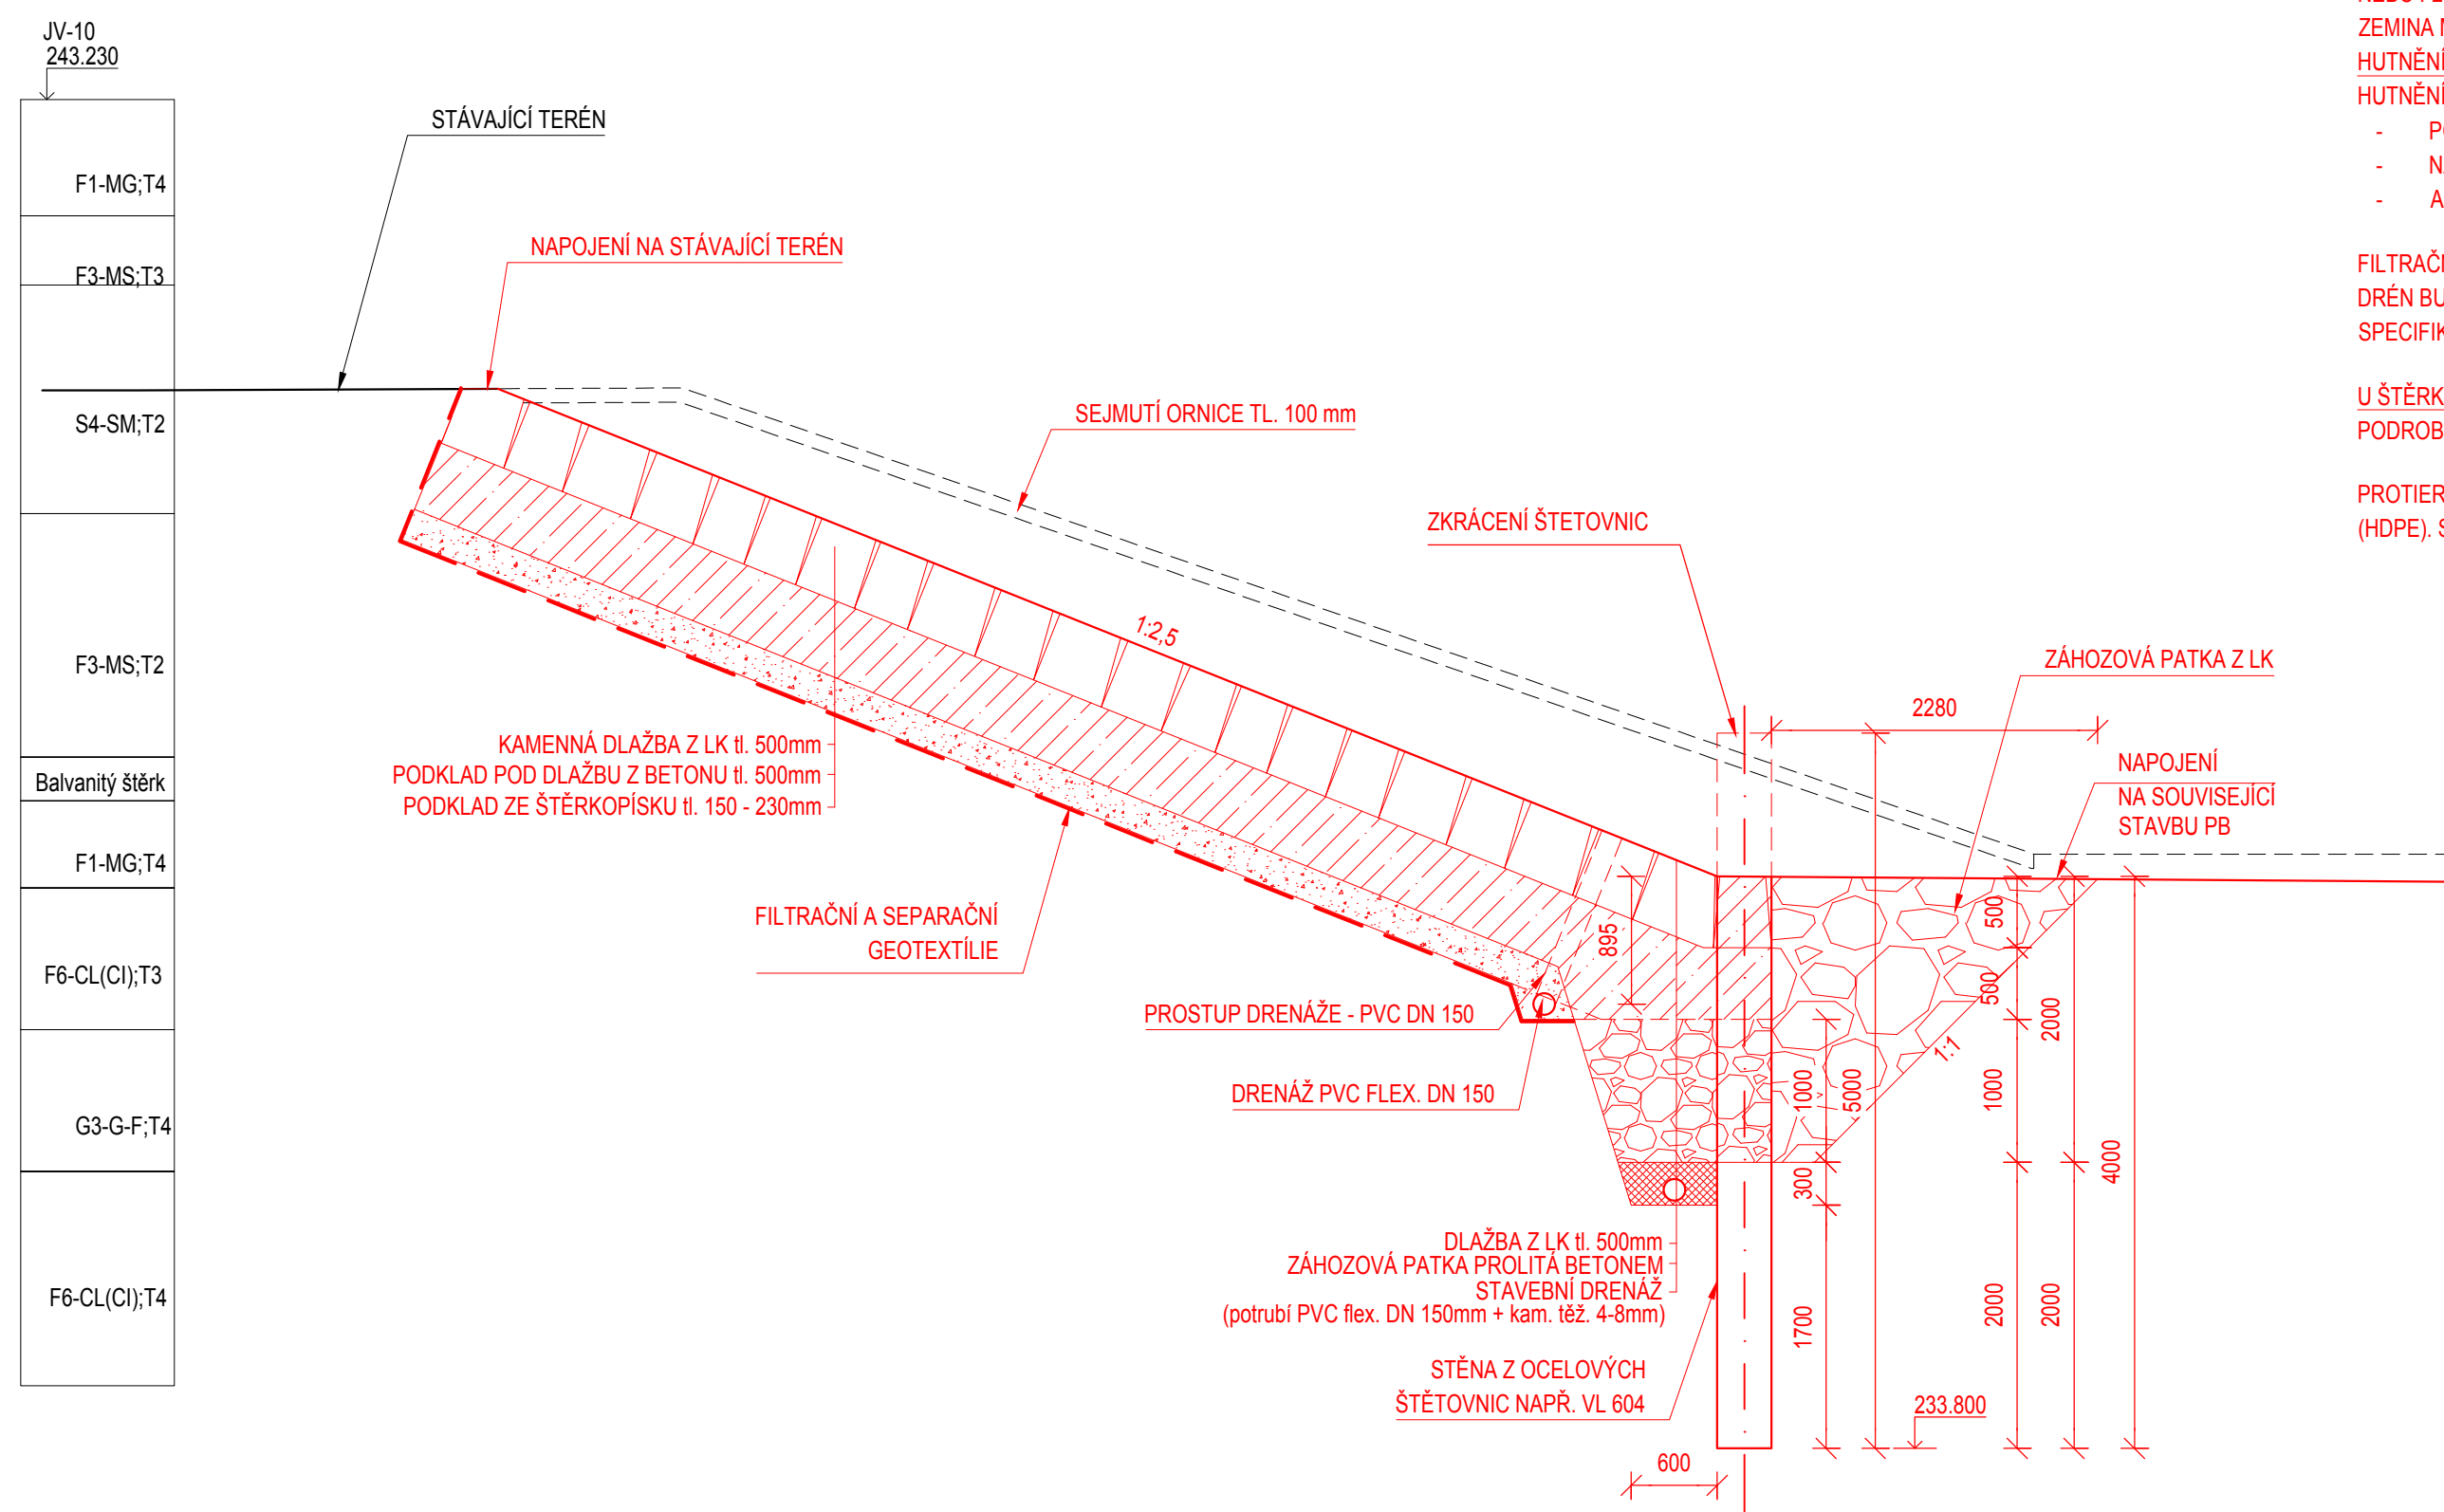 JV-10
243.230
F1-MG;T4
F3-MS;T3
S4-SM;T2
F3-MS;T2
Balvanitý štěrk
F1-MG;T4
F6-CL(CI);T3
G3-G-F;T4
F6-CL(CI);T4
STÁVAJÍCÍ TERÉN
NAPOJENÍ NA STÁVAJÍCÍ TERÉN
SEJMUTÍ ORNICE TL. 100 mm
ZKRÁCENÍ ŠTETOVNIC
1:2,5
ZÁHOZOVÁ PATKA Z LK
2280
NAPOJENÍ
NA SOUVISEJÍCÍ
STAVBU PB
KAMENNÁ DLAŽBA Z LK tl. 500mm
PODKLAD POD DLAŽBU Z BETONU tl. 500mm
PODKLAD ZE ŠTĚRKOPÍSKU tl. 150 - 230mm
FILTRAČNÍ A SEPARAČNÍ
GEOTEXTÍLIE
PROSTUP DRENÁŽE - PVC DN 150
DRENÁŽ PVC FLEX. DN 150
895
500
500
1000
2000
2000
2000
4000
1000
5000
300
1700
1:1
DLAŽBA Z LK tl. 500mm
ZÁHOZOVÁ PATKA PROLITÁ BETONEM
STAVEBNÍ DRENÁŽ
(potrubí PVC flex. DN 150mm + kam. těž. 4-8mm)
STĚNA Z OCELOVÝCH
ŠTĚTOVNIC NAPŘ. VL 604
233.800
600
ZEMINA
HUTNĚNÍ
HUTNĚNÍ
-
-
- A
FILTRAČN
DRÉN BU
SPECIFIK
U ŠTĚRK
PODROB
PROTIER
(HDPE). S